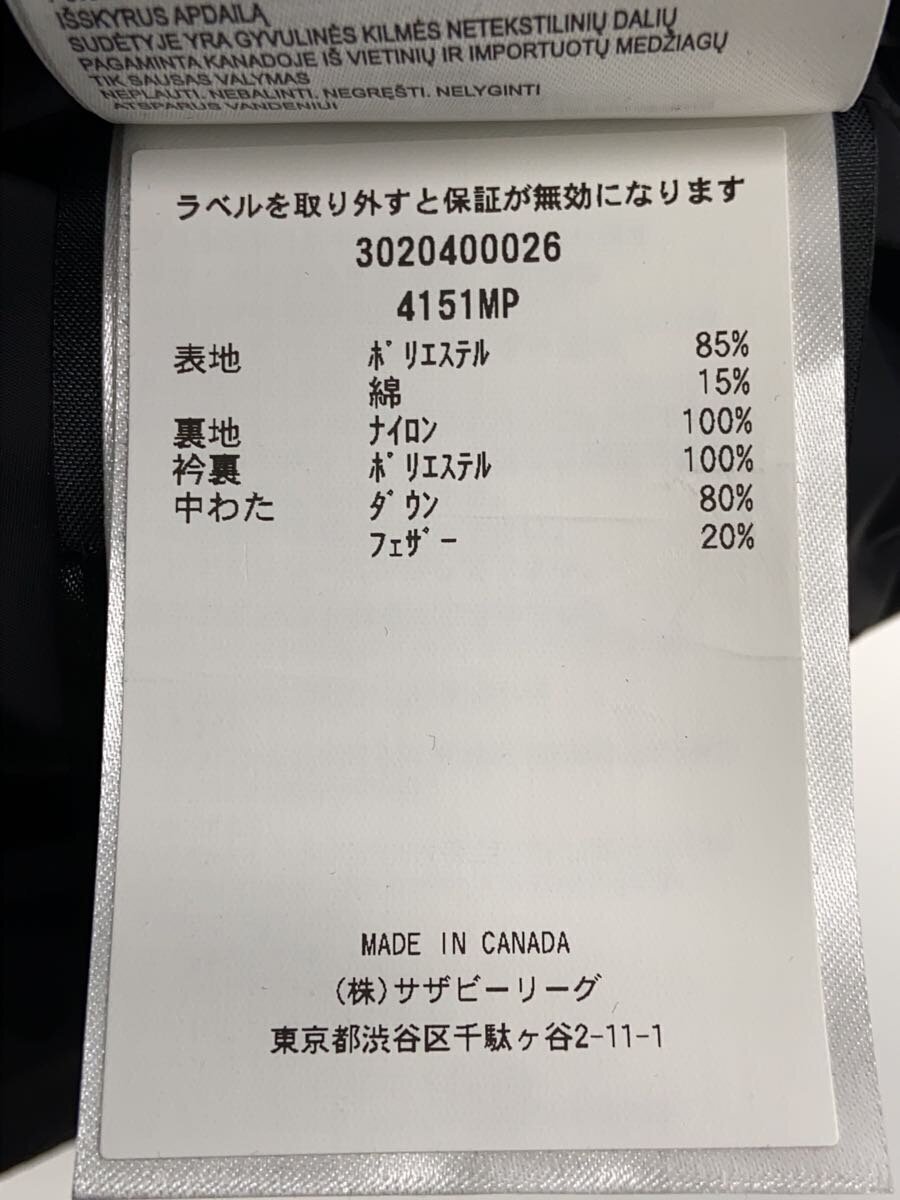 IŠSKYRUS APDAILĄ
SUDĖTYJE YRA GYVULINĖS KILMĖS NETEKSTILINIŲ DALIŲ
PAGAMINTA KANADOJE IŠ VIETINIŲ IR IMPORTUOTŲ MEDŽIAGŲ
TIK SAUSAS VALYMAS
NEPLAUTI. NEBALINTI. NEGRĘŠTI. NELYGINTI
ATSPARUS VANDENIUI
ラベルを取り外すと保証が無効になります
3020400026
4151MP
表地 ﾎﾟﾘｴｽﾃﾙ 85%
綿 15%
裏地 ﾅｲﾛﾝ 100%
衿裏 ﾎﾟﾘｴｽﾃﾙ 100%
中わた ﾀﾞｳﾝ 80%
ﾌｪｻﾞｰ 20%
MADE IN CANADA
(株)サザビーリーグ
東京都渋谷区千駄ヶ谷2-11-1